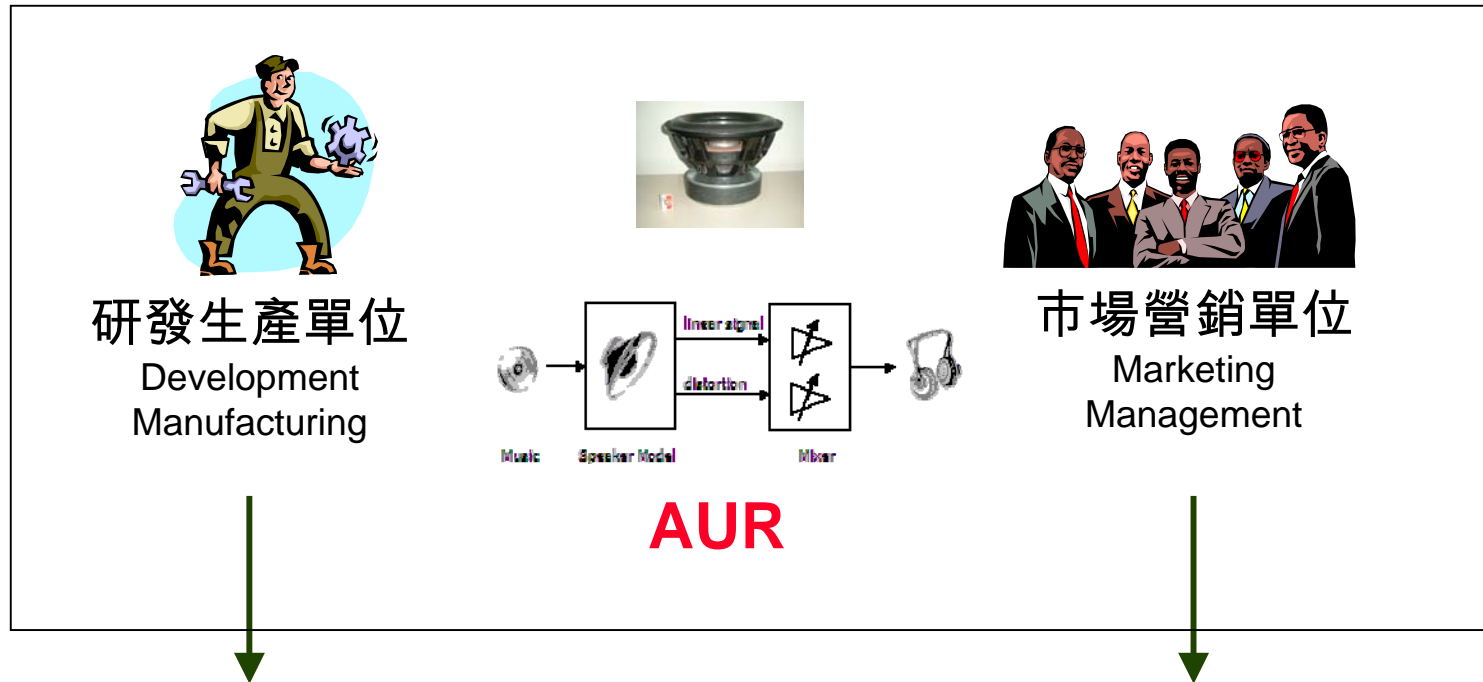 研發生產單位
Development
Manufacturing
linear signal
distortion
Music
Speaker Model
Mixer
AUR
市場營銷單位
Marketing
Management